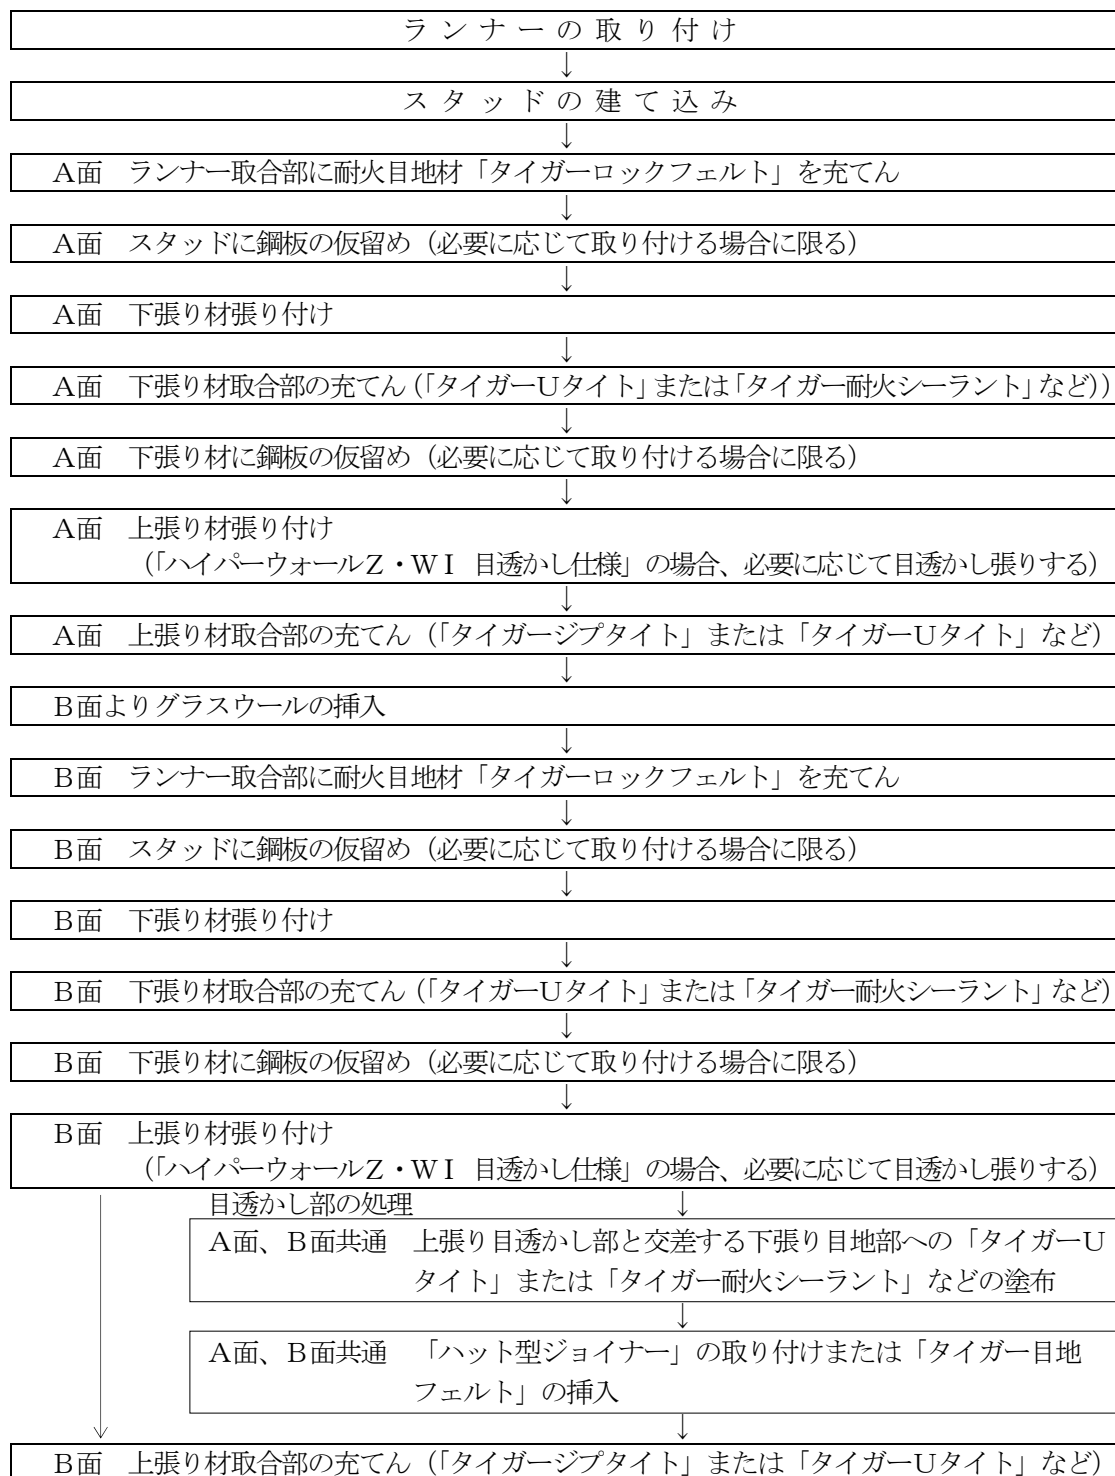 ランナーの取り付け
↓
スタッドの建て込み
↓
A面 ランナー取合部に耐火目地材「タイガーロックフェルト」を充てん
↓
A面 スタッドに鋼板の仮留め（必要に応じて取り付ける場合に限る）
↓
A面 下張り材張り付け
↓
A面 下張り材取合部の充てん（「タイガーUタイト」または「タイガー耐火シーラント」など））
↓
A面 下張り材に鋼板の仮留め（必要に応じて取り付ける場合に限る）
↓
A面 上張り材張り付け
（「ハイパーウォールZ・WI 目透かし仕様」の場合、必要に応じて目透かし張りする）
↓
A面 上張り材取合部の充てん（「タイガージプタイト」または「タイガーUタイト」など）
↓
B面よりグラスウールの挿入
↓
B面 ランナー取合部に耐火目地材「タイガーロックフェルト」を充てん
↓
B面 スタッドに鋼板の仮留め（必要に応じて取り付ける場合に限る）
↓
B面 下張り材張り付け
↓
B面 下張り材取合部の充てん（「タイガーUタイト」または「タイガー耐火シーラント」など）
↓
B面 下張り材に鋼板の仮留め（必要に応じて取り付ける場合に限る）
↓
B面 上張り材張り付け
（「ハイパーウォールZ・WI 目透かし仕様」の場合、必要に応じて目透かし張りする）
目透かし部の処理 ↓
A面、B面共通 上張り目透かし部と交差する下張り目地部への「タイガーU
タイト」または「タイガー耐火シーラント」などの塗布
↓
A面、B面共通 「ハット型ジョイナー」の取り付けまたは「タイガー目地
フェルト」の挿入
↓
B面 上張り材取合部の充てん（「タイガージプタイト」または「タイガーUタイト」など）